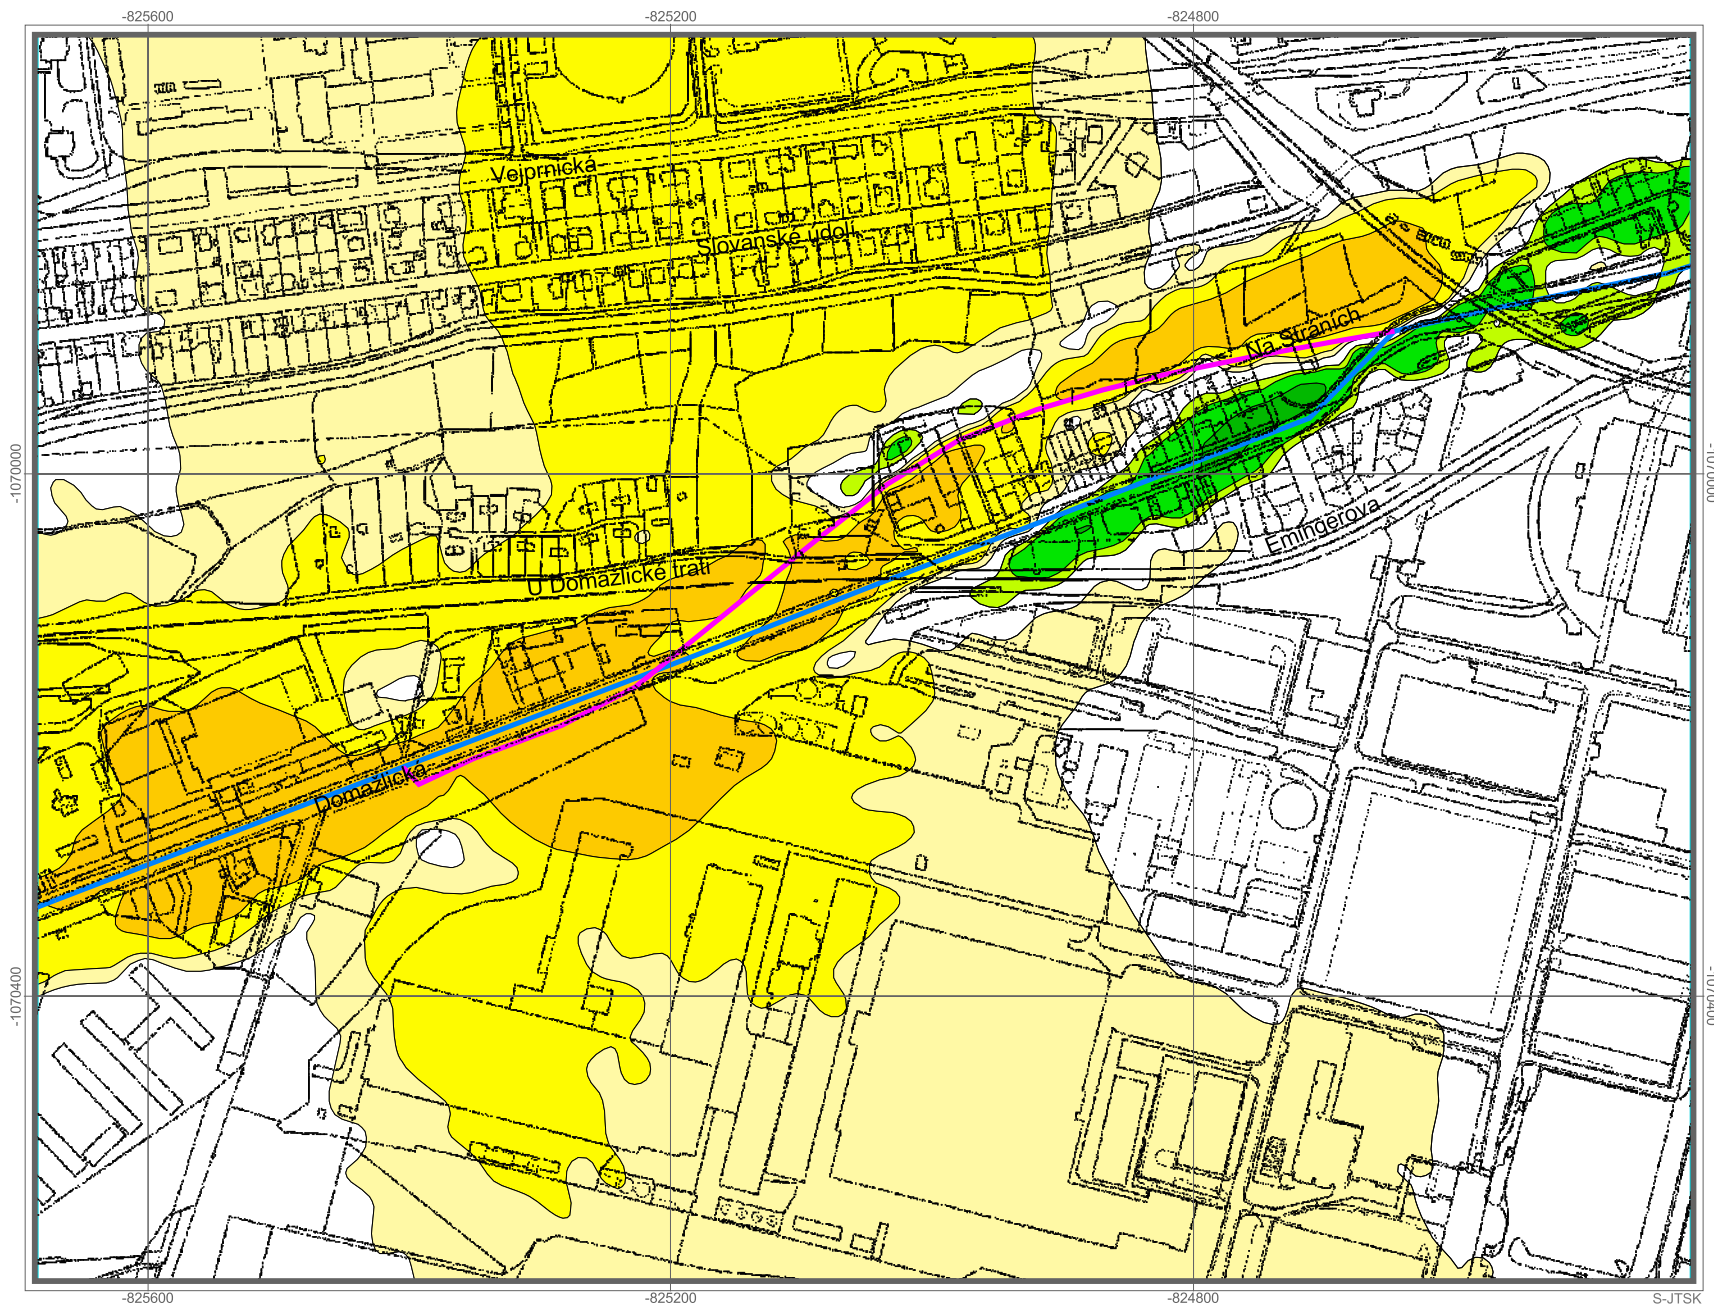 -825600
-825200
-824800
Vejprnická
Slovanské údolí
Na Stráních
-1070000
-1070000
Emingerova
U Domažlické trati
Domažlická
-1070400
-1070400
-825600
-825200
-824800
S-JTSK